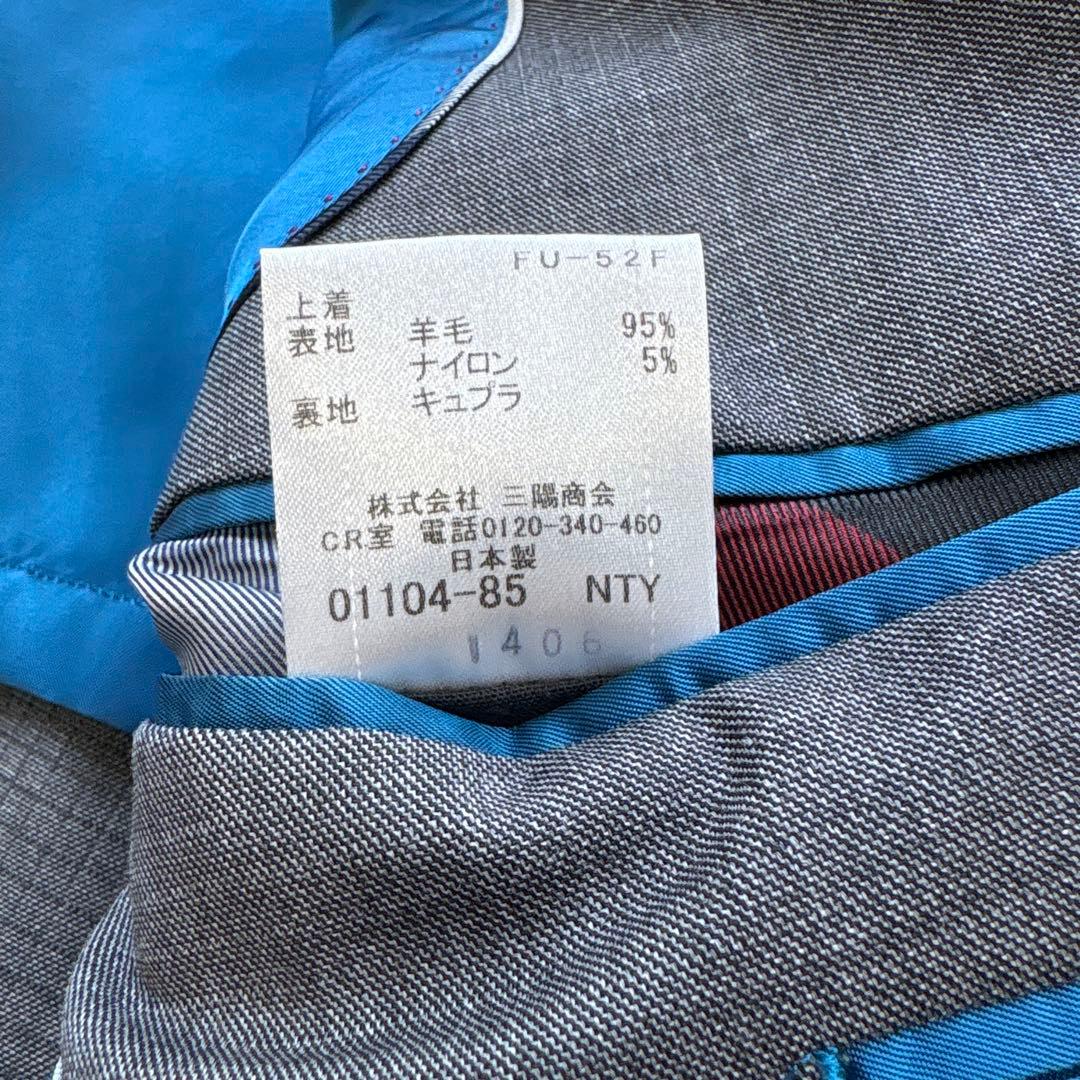 FU-52F
上着
表地 羊毛 95%
ナイロン 5%
裏地 キュプラ
株式会社 三陽商会
CR室 電話0120-340-460
日本製
01104-85 NTY
1406